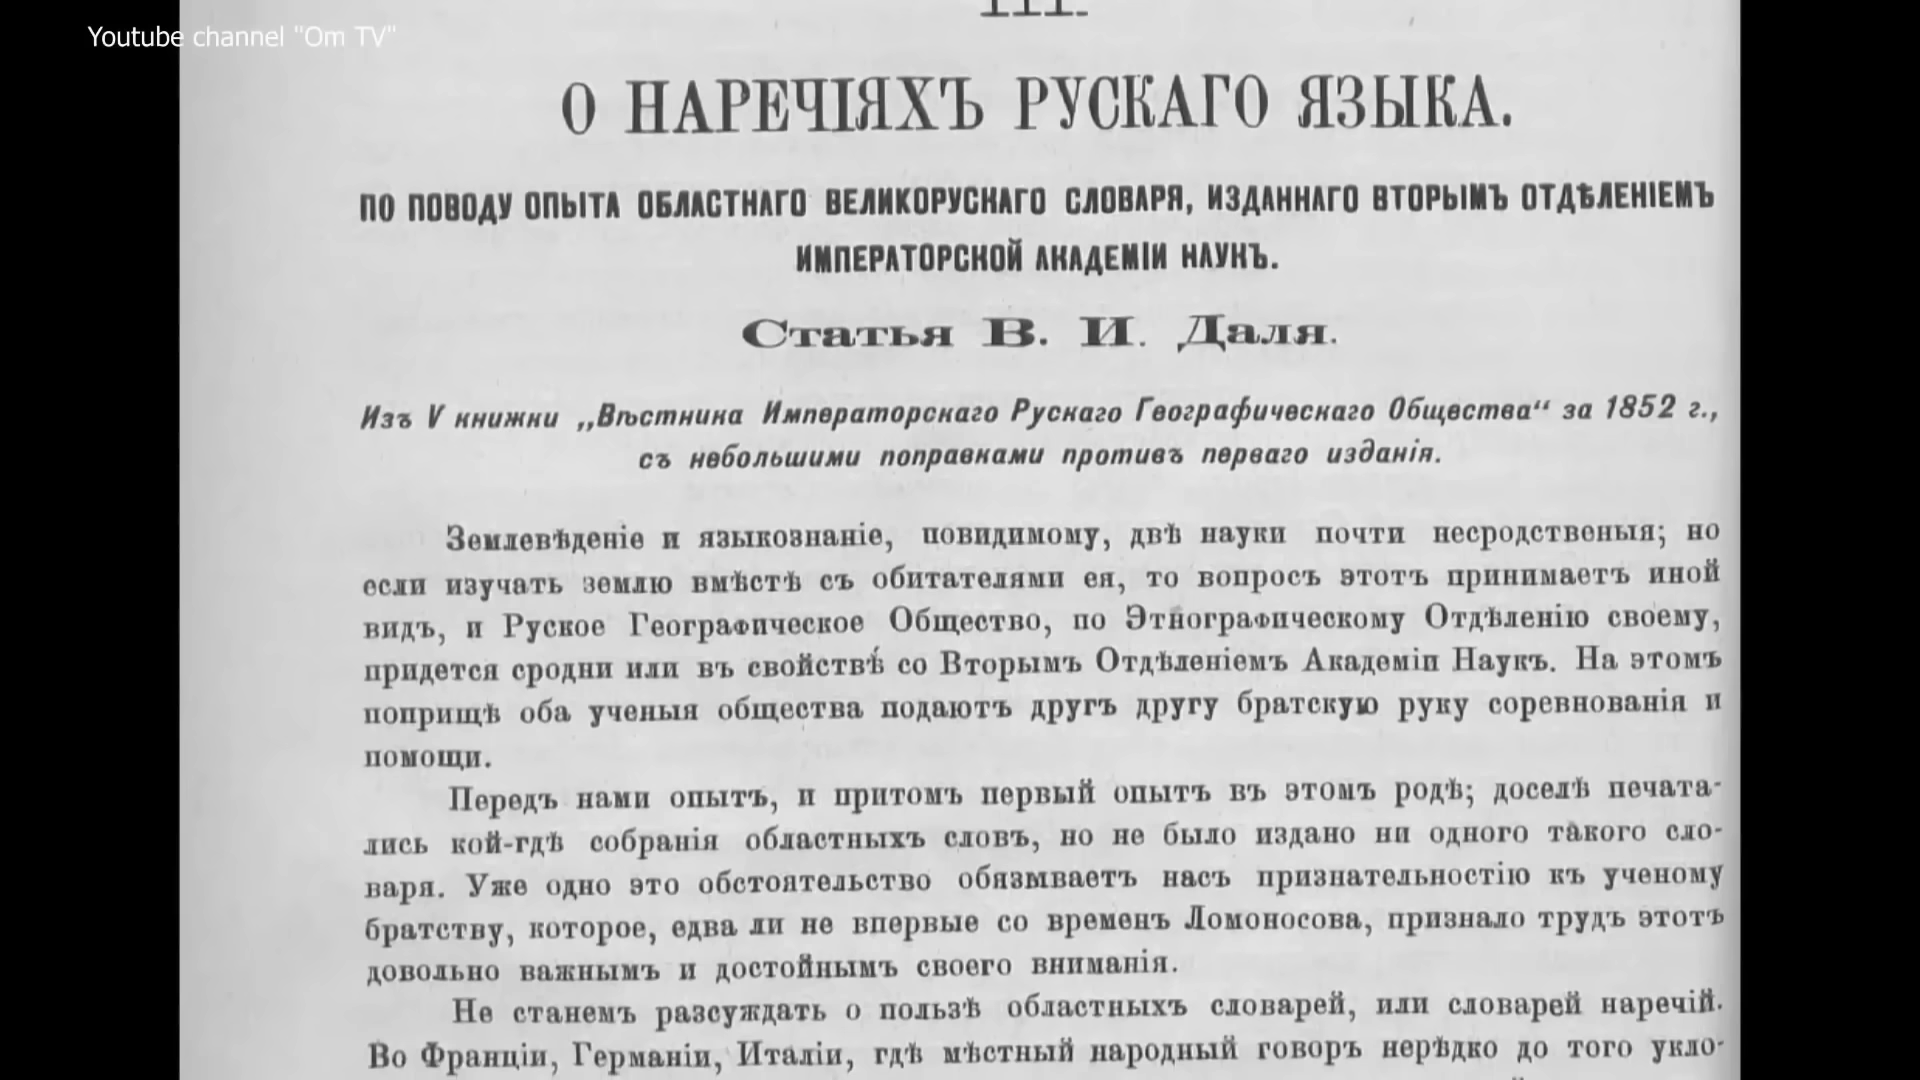 Youtube channel "Om TV"
III.
О НАРЕЧІЯХЪ РУСКАГО ЯЗЫКА.
ПО ПОВОДУ ОПЫТА ОБЛАСТНАГО ВЕЛИКОРУСКАГО СЛОВАРЯ, ИЗДАННАГО ВТОРЫМЪ ОТДѢЛЕНІЕМЪ
ИМПЕРАТОРСКОЙ АКАДЕМІИ НАУКЪ.
Статья В. И. Даля.
Изъ V книжки „Вѣстника Императорскаго Рускаго Географическаго Общества“ за 1852 г.,
съ небольшими поправками противъ перваго изданія.
Землевѣденіе и языкознаніе, повидимому, двѣ науки почти несродственыя; но
если изучать землю вмѣстѣ съ обитателями ея, то вопросъ этотъ принимаетъ иной
видъ, и Руское Географическое Общество, по Этнографическому Отдѣленію своему,
придется сродни или въ свойствѣ́ со Вторымъ Отдѣленіемъ Академіи Наукъ. На этомъ
поприщѣ оба ученыя общества подаютъ другъ другу братскую руку соревнованія и
помощи.
Передъ нами опытъ, и притомъ первый опытъ въ этомъ родѣ; доселѣ печата-
лись кой-гдѣ собранія областныхъ словъ, но не было издано ни одного такого сло-
варя. Уже одно это обстоятельство обязываетъ насъ признательностію къ ученому
братству, которое, едва ли не впервые со временъ Ломоносова, признало трудъ этотъ
довольно важнымъ и достойнымъ своего вниманія.
Не станемъ разсуждать о пользѣ областныхъ словарей, или словарей наречій.
Во Франціи, Германіи, Италіи, гдѣ мѣстный народный говоръ нерѣдко до того укло-